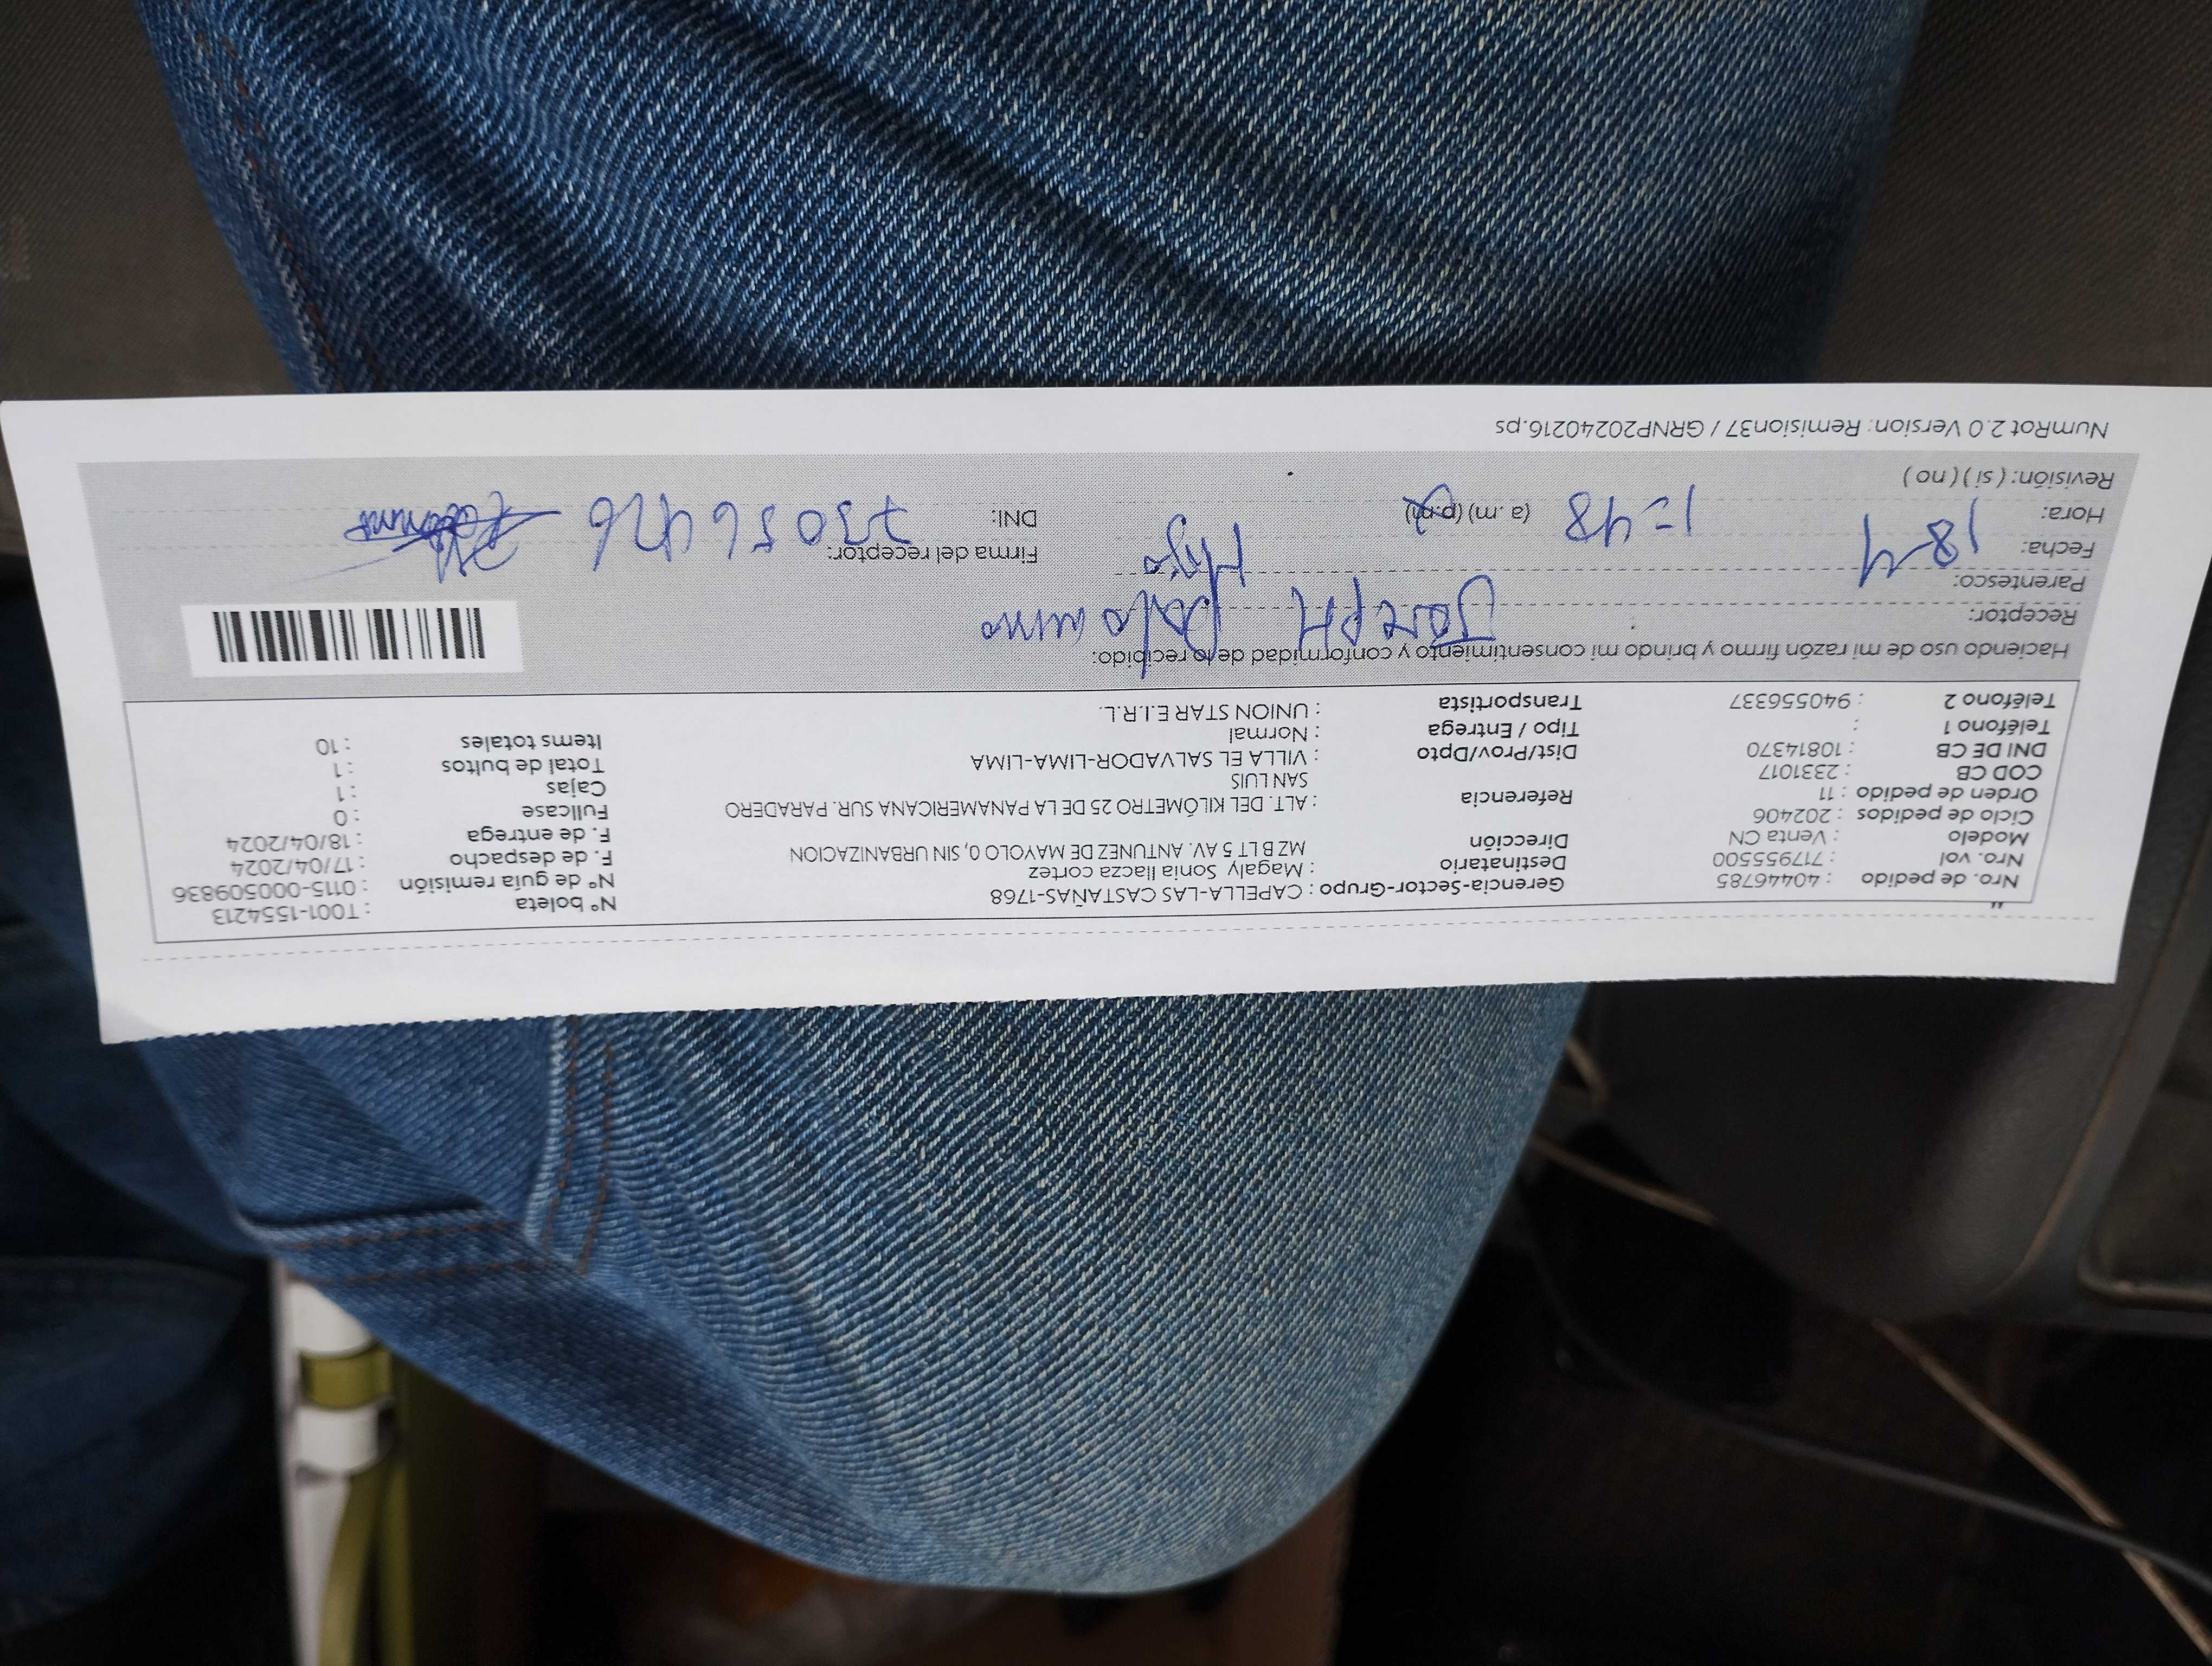 Nro. de pedido : 40446785
Nro. vol : 717955500
Modelo : Venta CN
Ciclo de pedidos : 202406
Orden de pedido : 11
COD CB : 2331017
DNI DE CB : 10814370
Teléfono 1 :
Teléfono 2 : 940556337
Gerencia-Sector-Grupo : CAPELLA-LAS CASTAÑAS-1768
Destinatario : Magaly Sonia llacza cortez
Dirección MZ B LT 5 AV. ANTUNEZ DE MAYOLO 0, SIN URBANIZACION
Referencia : ALT. DEL KILÓMETRO 25 DE LA PANAMERICANA SUR. PARADERO
SAN LUIS
Dist/Prov/Dpto : VILLA EL SALVADOR-LIMA-LIMA
Tipo / Entrega : Normal
Transportista : UNION STAR E.I.R.L.
N° boleta : T001-1554213
N° de guía remisión : 0115-000509836
F. de despacho : 17/04/2024
F. de entrega : 18/04/2024
Fullcase : 0
Cajas : 1
Total de bultos : 1
Items totales : 10
Haciendo uso de mi razón firmo y brindo mi consentimiento y conformidad de lo recibido:
Receptor: Joseph Palomino
Parentesco: Hijo
Fecha: 18-4
Hora: 1=48 (a.m) (p.m)
Revisión: ( si ) ( no )
Firma del receptor:
DNI: 73056426
NumRot 2.0 Version: Remision37 / GRNP20240216.ps